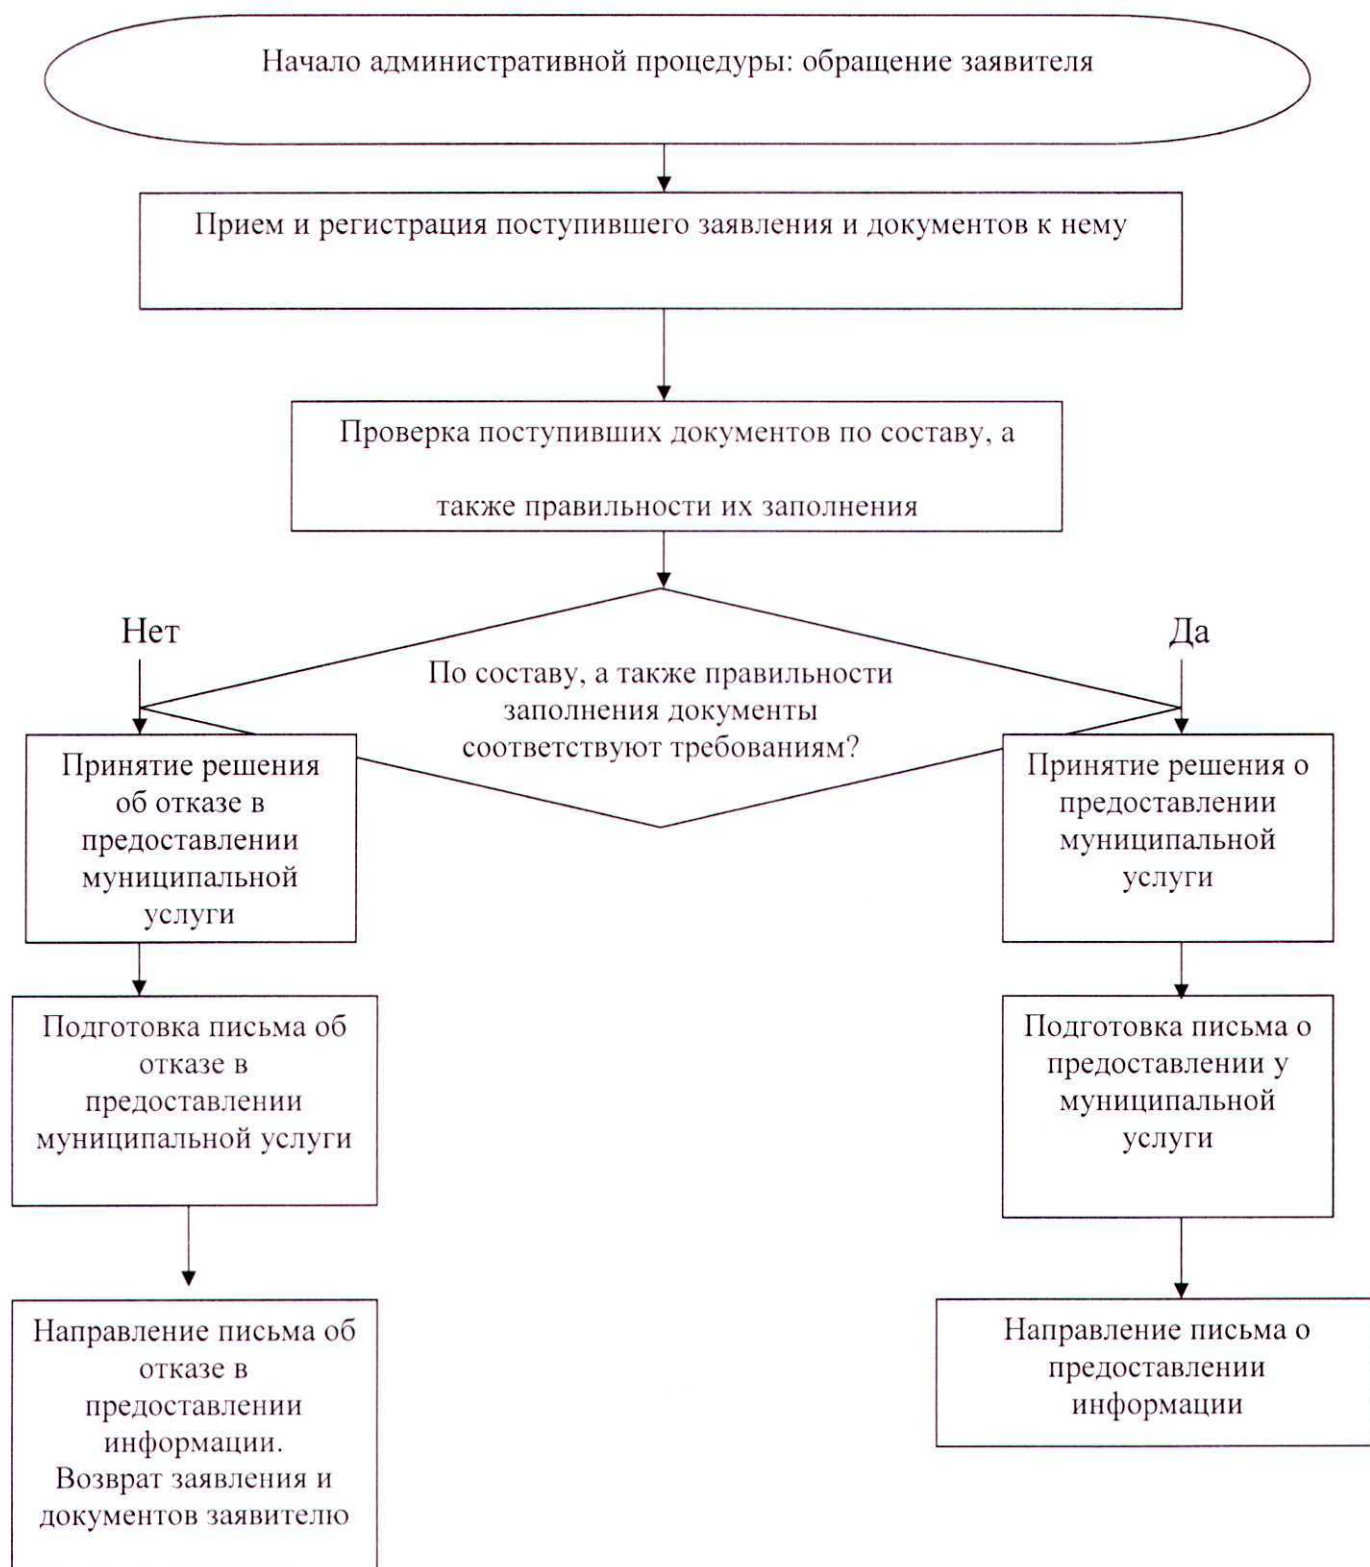 Начало административной процедуры: обращение заявителя
Прием и регистрация поступившего заявления и документов к нему
Проверка поступивших документов по составу, а
также правильности их заполнения
Нет
Да
По составу, а также правильности
заполнения документы
соответствуют требованиям?
Принятие решения
об отказе в
предоставлении
муниципальной
услуги
Принятие решения о
предоставлении
муниципальной
услуги
Подготовка письма об
отказе в
предоставлении
муниципальной услуги
Подготовка письма о
предоставлении у
муниципальной
услуги
Направление письма об
отказе в
предоставлении
информации.
Возврат заявления и
документов заявителю
Направление письма о
предоставлении
информации